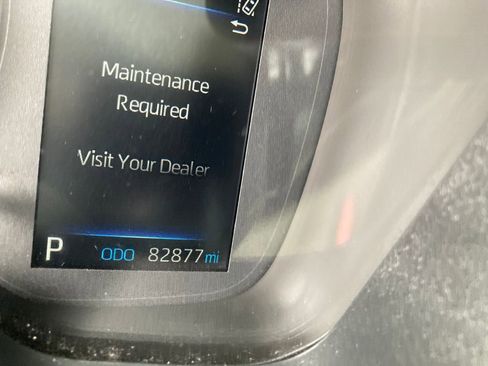 Maintenance
Required
Visit Your Dealer
P ODO 82877 mi